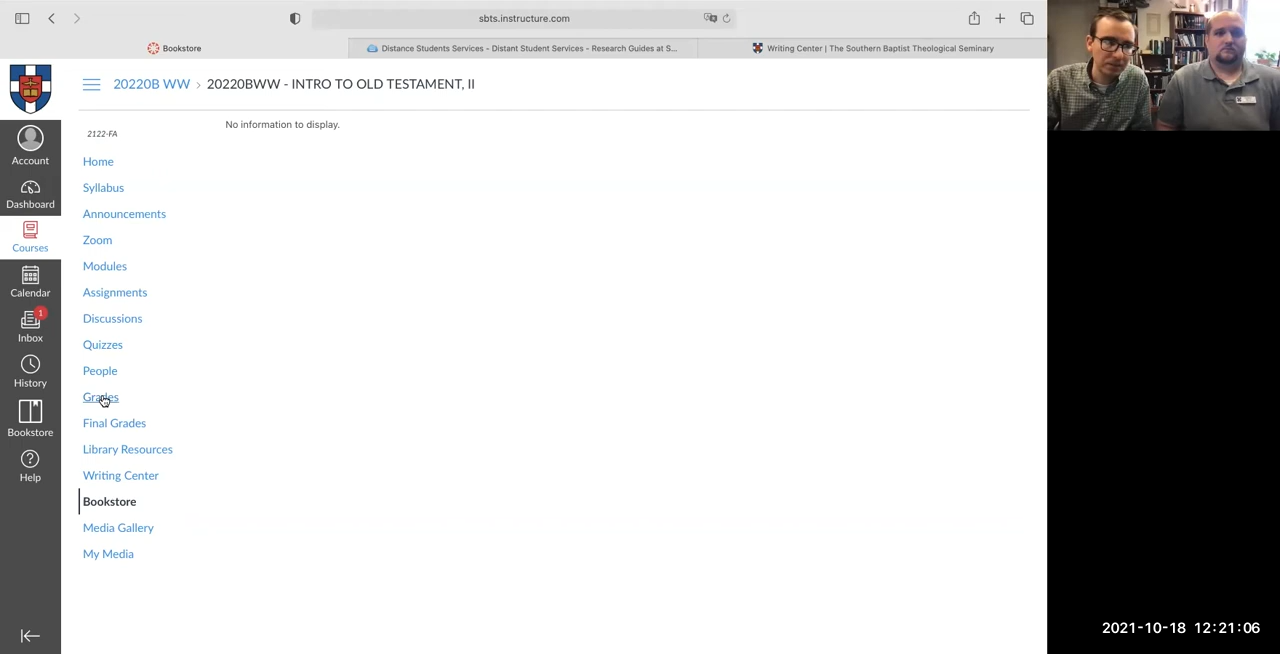 sbts.instructure.com
Bookstore
Distance Students Services - Distant Student Services - Research Guides at S...
Writing Center | The Southern Baptist Theological Seminary
20220B WW › 20220BWW - INTRO TO OLD TESTAMENT, II
2122-FA
No information to display.
Home
Syllabus
Announcements
Zoom
Modules
Assignments
Discussions
Quizzes
People
Grades
Final Grades
Library Resources
Writing Center
Bookstore
Media Gallery
My Media
Account
Dashboard
Courses
Calendar
1
Inbox
History
Bookstore
Help
2021-10-18 12:21:06